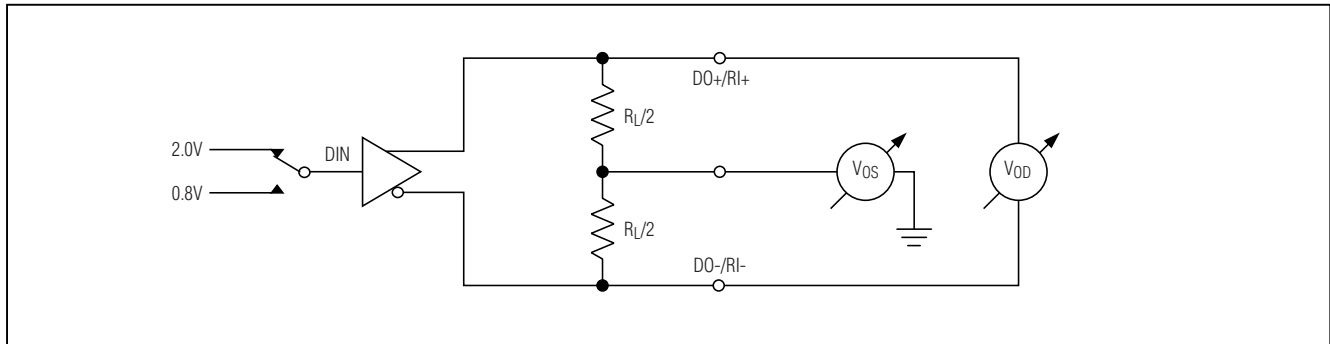 DO+/RI+
RL/2
2.0V
DIN
VOS
VOD
0.8V
RL/2
DO-/RI-